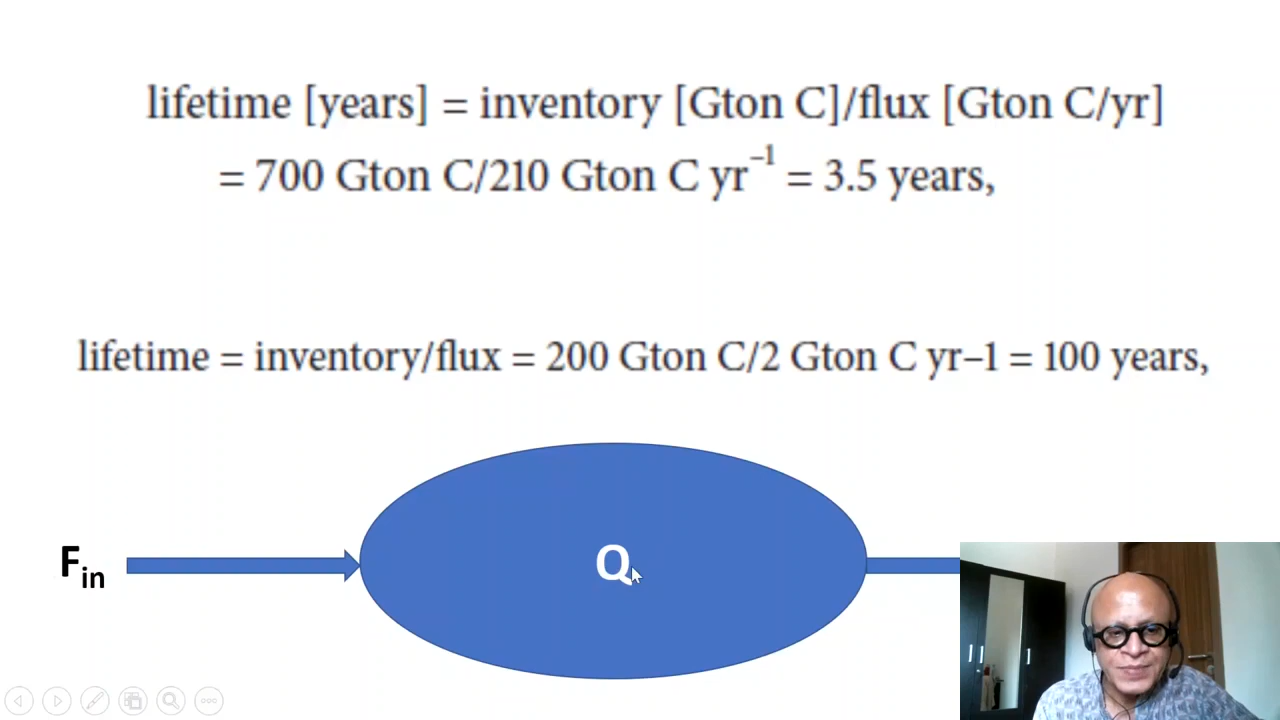 lifetime [years] = inventory [Gton C]/flux [Gton C/yr]
= 700 Gton C/210 Gton C yr⁻¹ = 3.5 years,
lifetime = inventory/flux = 200 Gton C/2 Gton C yr–1 = 100 years,
Fin
Q